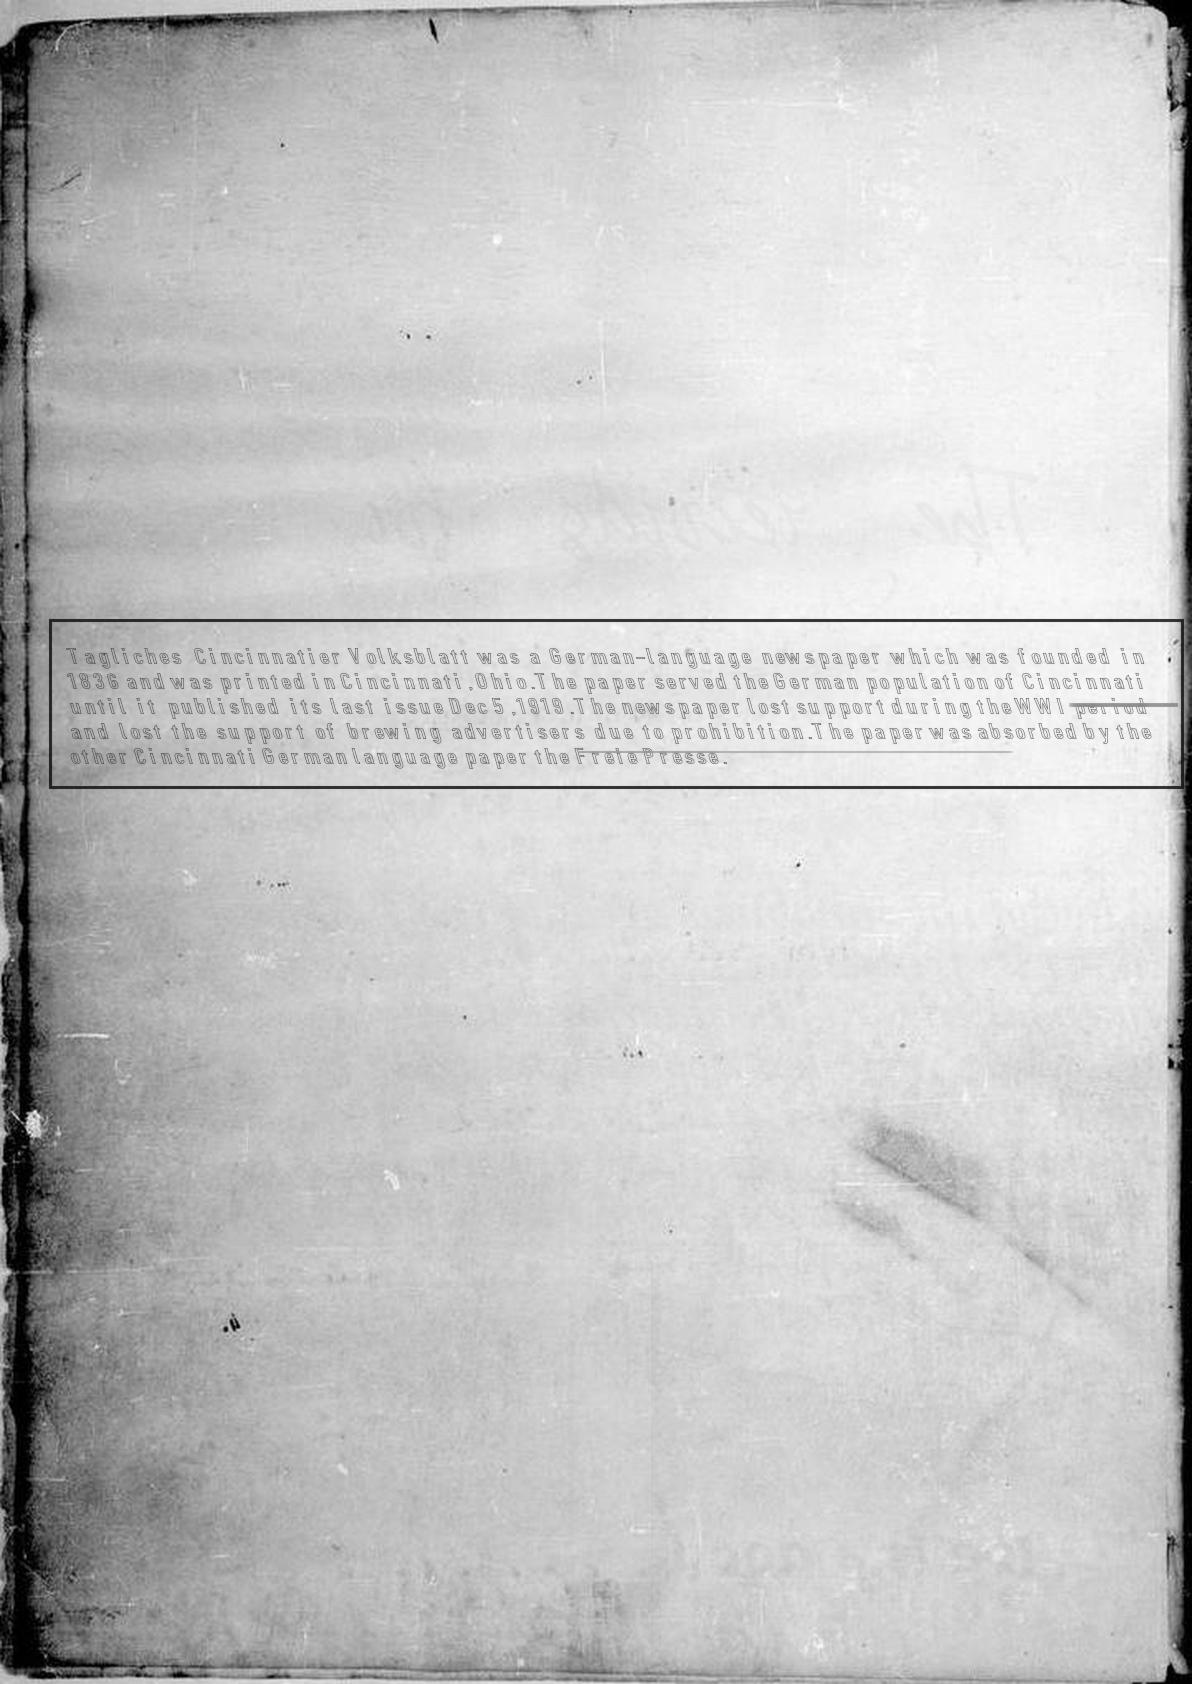 Tagliches Cincinnatier Volksblatt was a German-language newspaper which was founded in
1836 and was printed in Cincinnati, Ohio. The paper served the German population of Cincinnati
until it published its last issue Dec 5, 1919. The newspaper lost support during the WWI period
and lost the support of brewing advertisers due to prohibition. The paper was absorbed by the
other Cincinnati German language paper the Freie Presse.